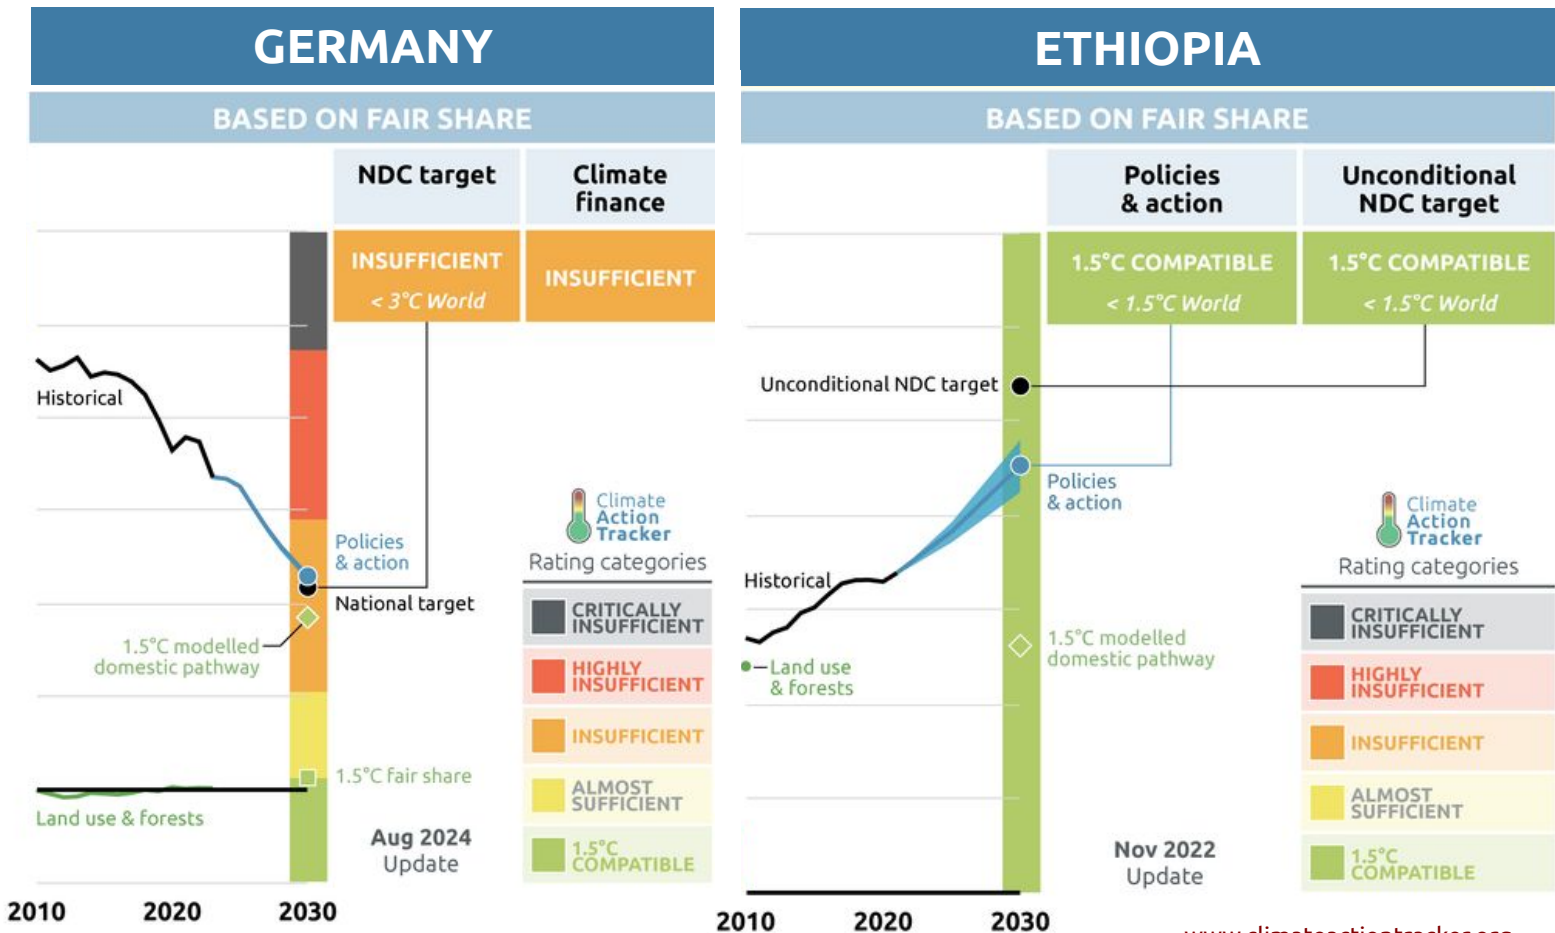 GERMANY
BASED ON FAIR SHARE
NDC target
Climate
finance
INSUFFICIENT
< 3°C World
INSUFFICIENT
Historical
Policies
& action
National target
1.5°C modelled
domestic pathway
1.5°C fair share
Land use & forests
Aug 2024
Update
Climate
Action
Tracker
Rating categories
CRITICALLY
INSUFFICIENT
HIGHLY
INSUFFICIENT
INSUFFICIENT
ALMOST
SUFFICIENT
1.5°C
COMPATIBLE
2010
2020
2030
ETHIOPIA
BASED ON FAIR SHARE
Policies
& action
Unconditional
NDC target
1.5°C COMPATIBLE
< 1.5°C World
1.5°C COMPATIBLE
< 1.5°C World
Unconditional NDC target
Policies
& action
Historical
Land use
& forests
1.5°C modelled
domestic pathway
Nov 2022
Update
Climate
Action
Tracker
Rating categories
CRITICALLY
INSUFFICIENT
HIGHLY
INSUFFICIENT
INSUFFICIENT
ALMOST
SUFFICIENT
1.5°C
COMPATIBLE
2010
2020
2030